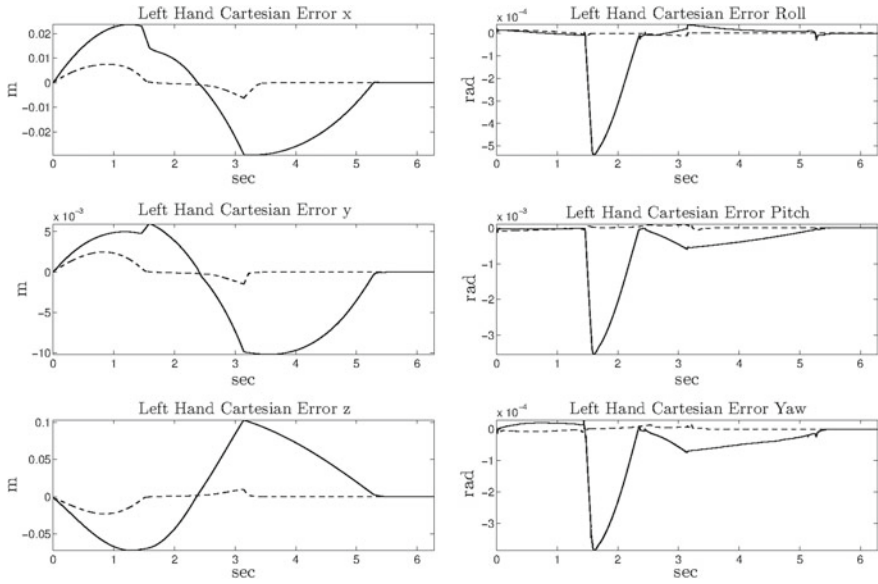 Left Hand Cartesian Error x
0.02
0.01
0
-0.01
-0.02
m
0 1 2 3 4 5 6
sec
Left Hand Cartesian Error Roll
x 10⁻⁴
0
-1
-2
-3
-4
-5
rad
0 1 2 3 4 5 6
sec
Left Hand Cartesian Error y
x 10⁻³
5
0
-5
-10
m
0 1 2 3 4 5 6
sec
Left Hand Cartesian Error Pitch
x 10⁻³
0
-1
-2
-3
rad
0 1 2 3 4 5 6
sec
Left Hand Cartesian Error z
0.1
0.05
0
-0.05
m
0 1 2 3 4 5 6
sec
Left Hand Cartesian Error Yaw
x 10⁻⁴
0
-1
-2
-3
rad
0 1 2 3 4 5 6
sec